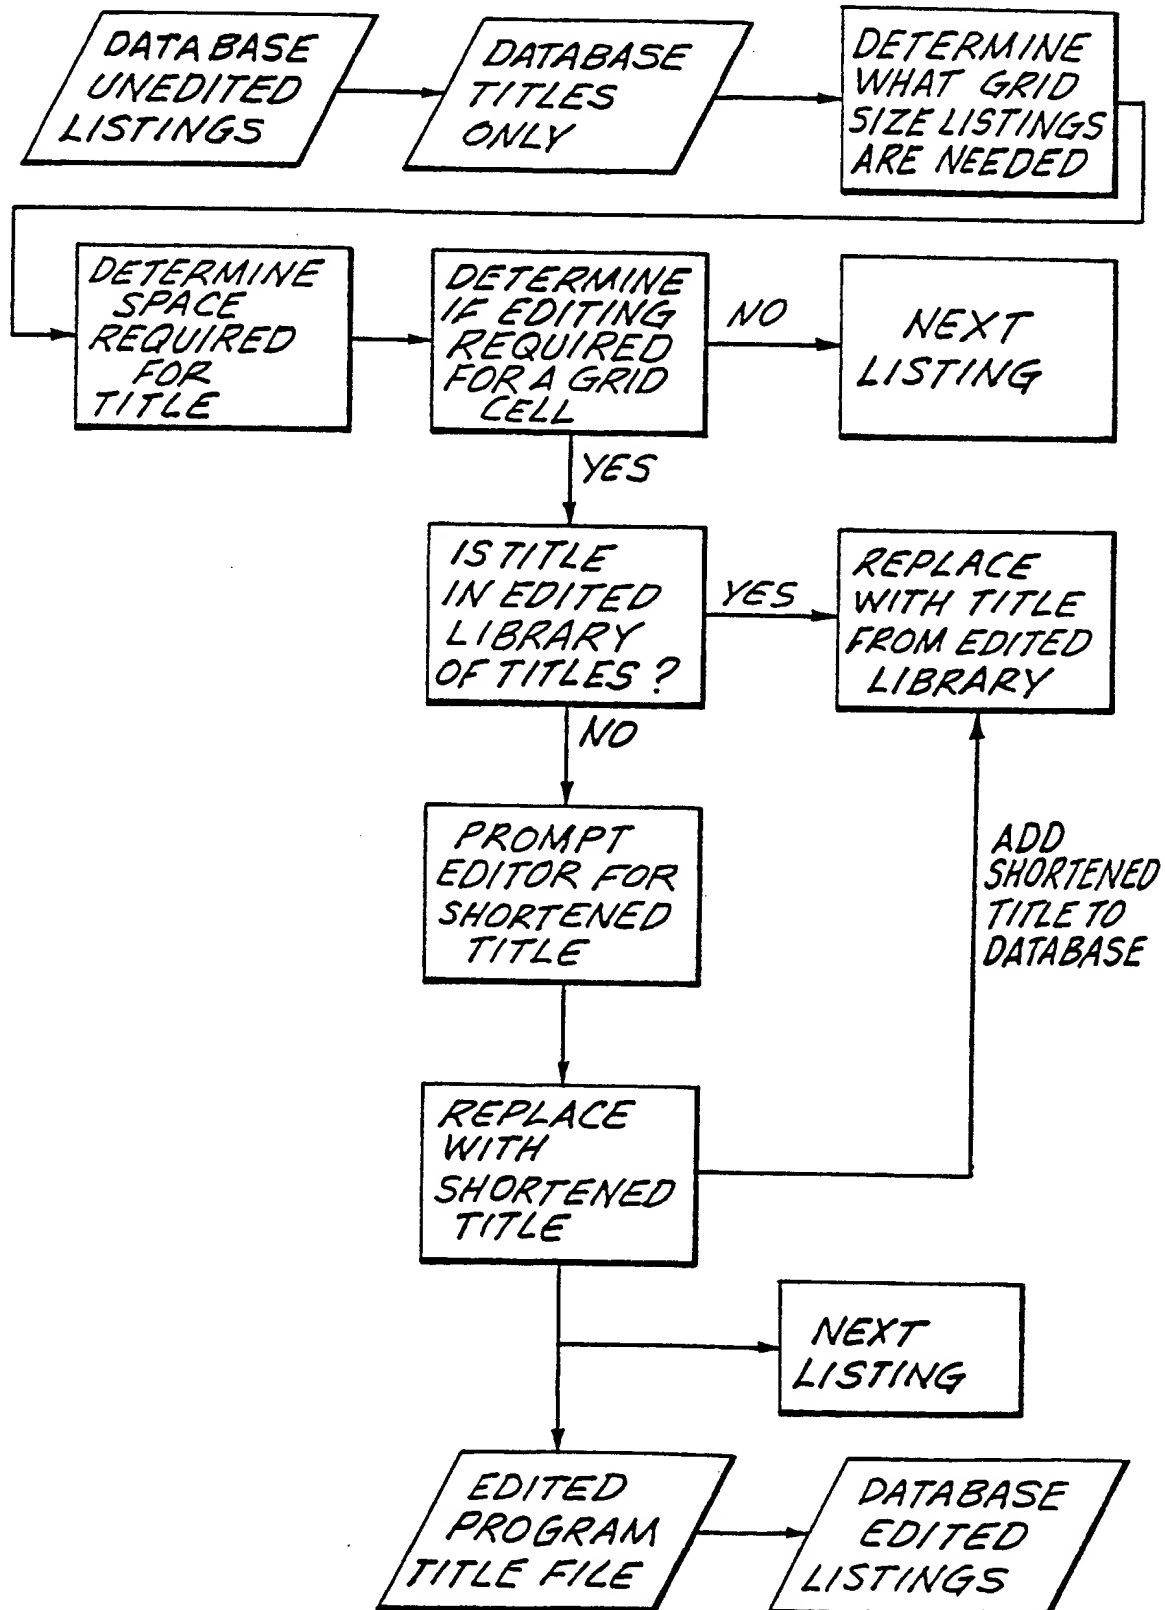 DATABASE
UNEDITED
LISTINGS
DATABASE
TITLES
ONLY
DETERMINE
WHAT GRID
SIZE LISTINGS
ARE NEEDED
DETERMINE
SPACE
REQUIRED
FOR
TITLE
DETERMINE
IF EDITING
REQUIRED
FOR A GRID
CELL
NO
NEXT
LISTING
YES
IS TITLE
IN EDITED
LIBRARY
OF TITLES ?
YES
REPLACE
WITH TITLE
FROM EDITED
LIBRARY
NO
PROMPT
EDITOR FOR
SHORTENED
TITLE
ADD
SHORTENED
TITLE TO
DATABASE
REPLACE
WITH
SHORTENED
TITLE
NEXT
LISTING
EDITED
PROGRAM
TITLE FILE
DATABASE
EDITED
LISTINGS